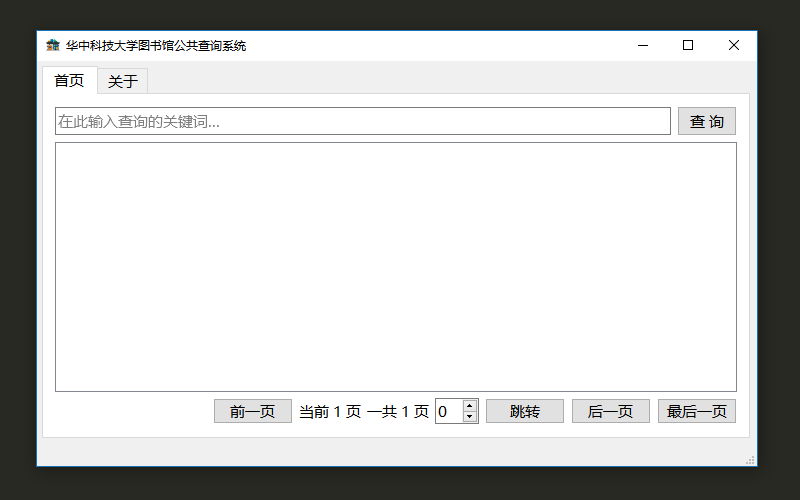 华中科技大学图书馆公共查询系统
首页 关于
在此输入查询的关键词... 查 询
前一页 当前 1 页 一共 1 页 0 跳转 后一页 最后一页